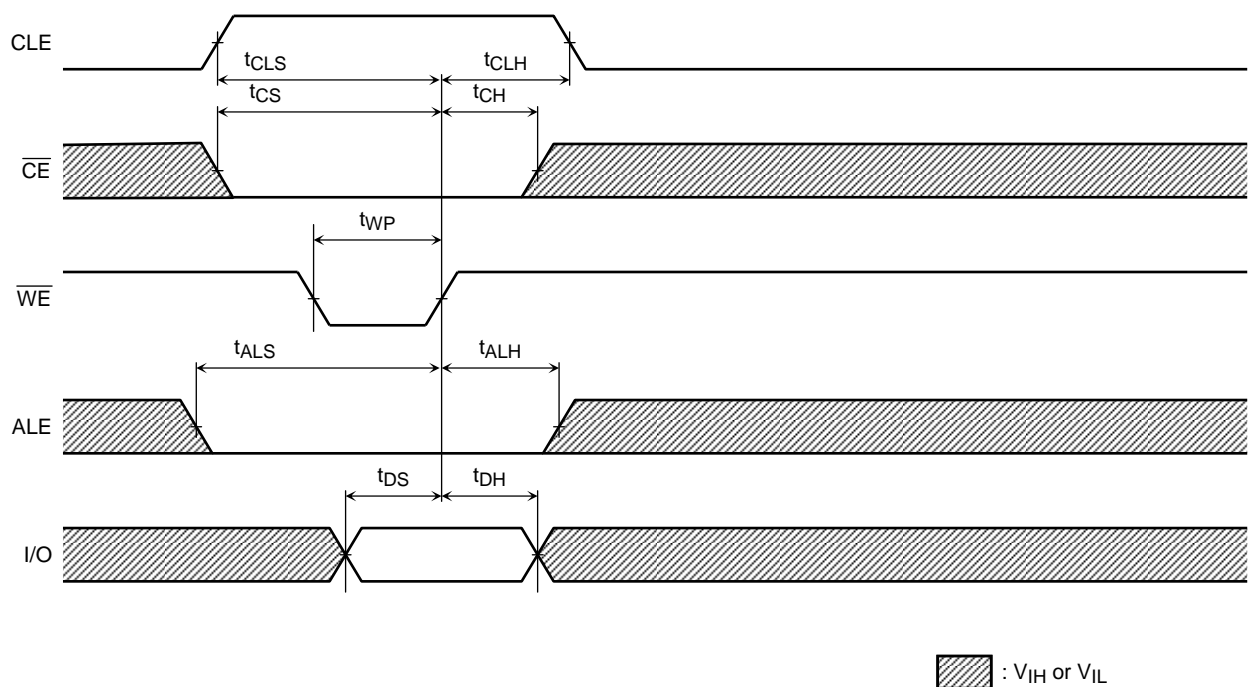 CLE
tCLS tCLH
tCS tCH
CE
tWP
WE
tALS tALH
ALE
tDS tDH
I/O
: VIH or VIL